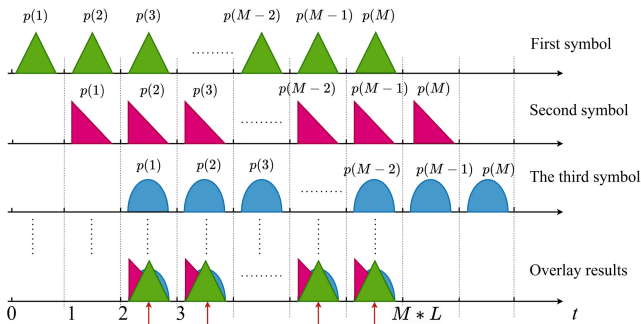 p(1) p(2) p(3) ......... p(M−2) p(M−1) p(M)
First symbol
p(1) p(2) p(3) ......... p(M−2) p(M−1) p(M)
Second symbol
p(1) p(2) p(3) ......... p(M−2) p(M−1) p(M)
The third symbol
Overlay results
0 1 2 3 M ∗ L t